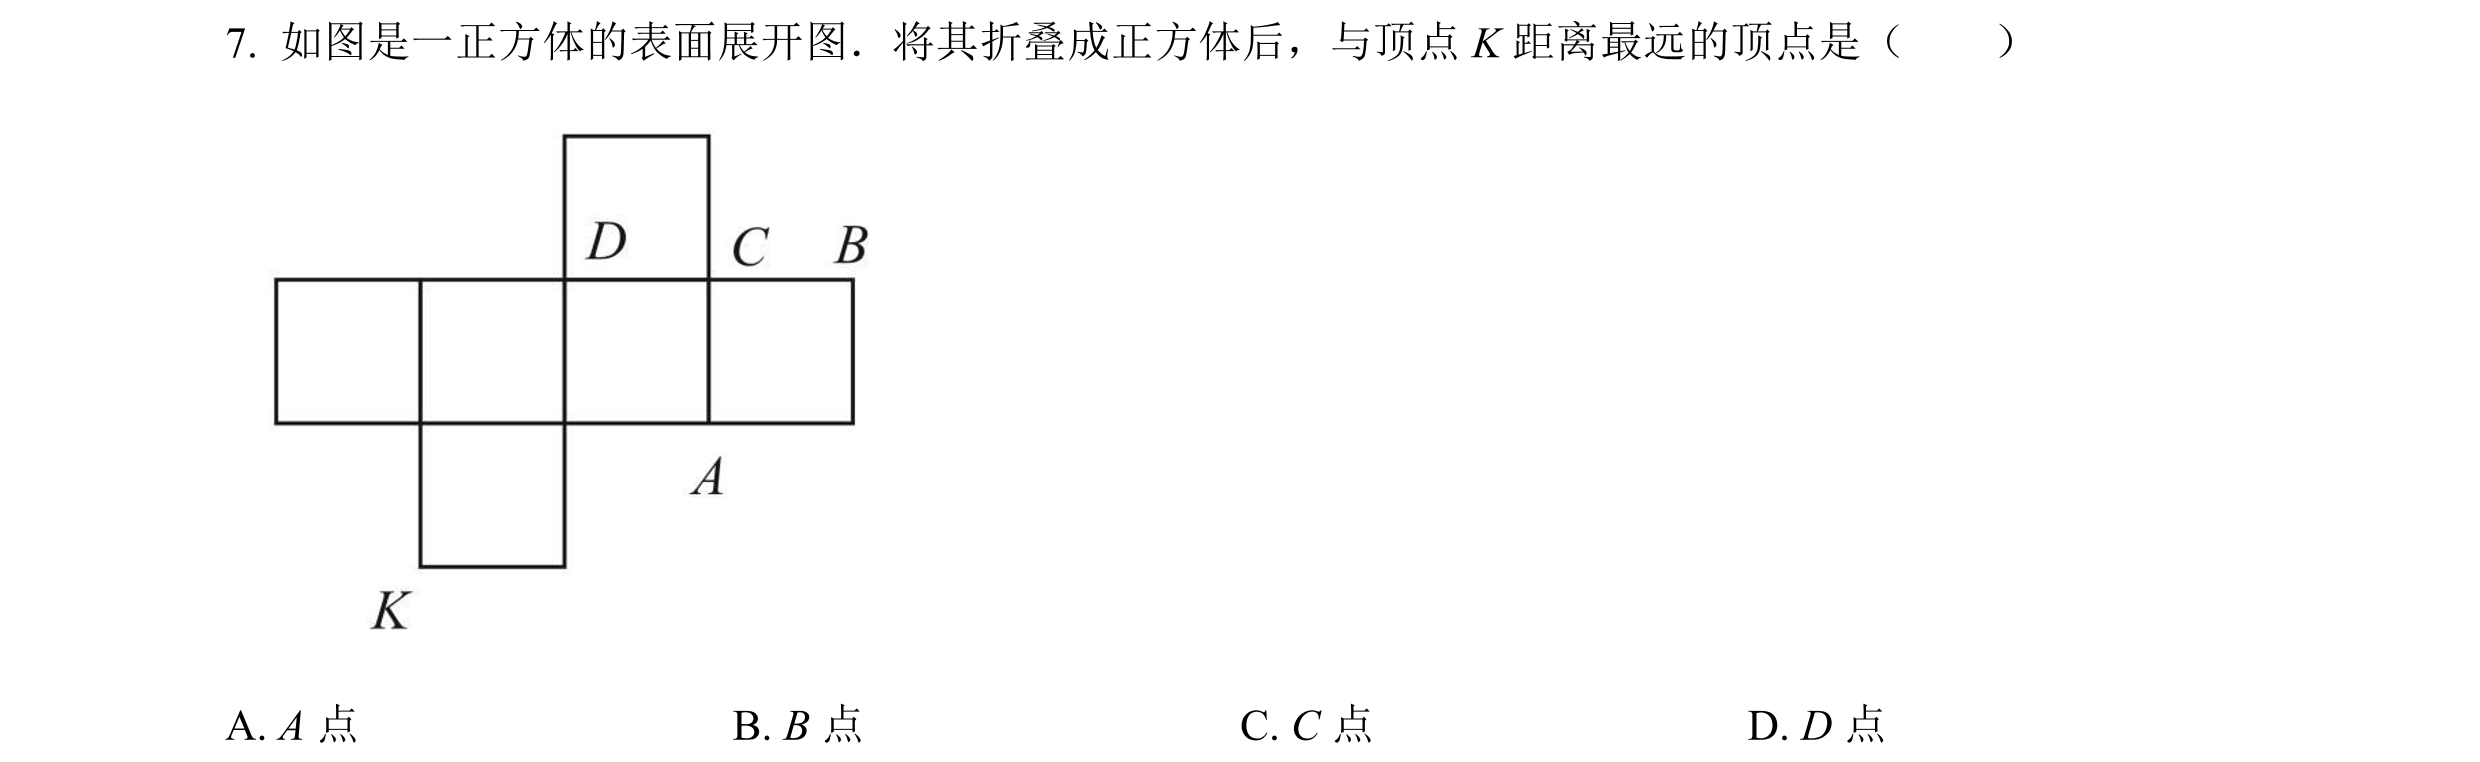 7. 如图是一正方体的表面展开图．将其折叠成正方体后，与顶点 K 距离最远的顶点是（　　）
D C B
A
K
A. A 点 B. B 点 C. C 点 D. D 点